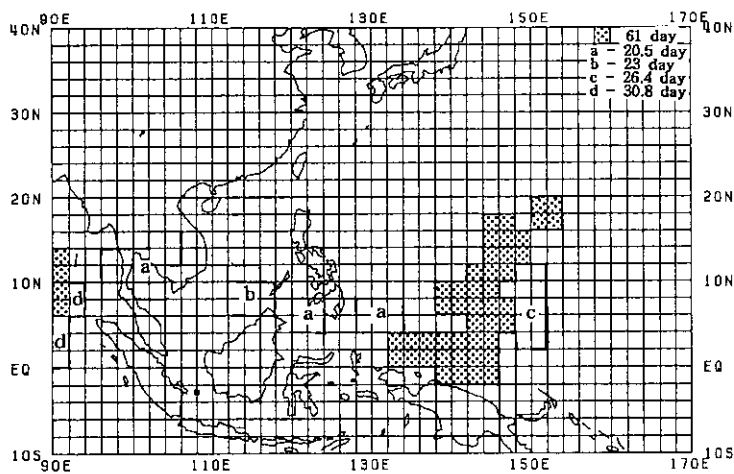 90E 110E 130E 150E 170E
40N 61 day 40N
a - 20.5 day
b - 23 day
c - 26.4 day
d - 30.8 day
30N 30N
20N 20N
a
10N d b 10N
a a c
d
EQ EQ
10S 10S
90E 110E 130E 150E 170E